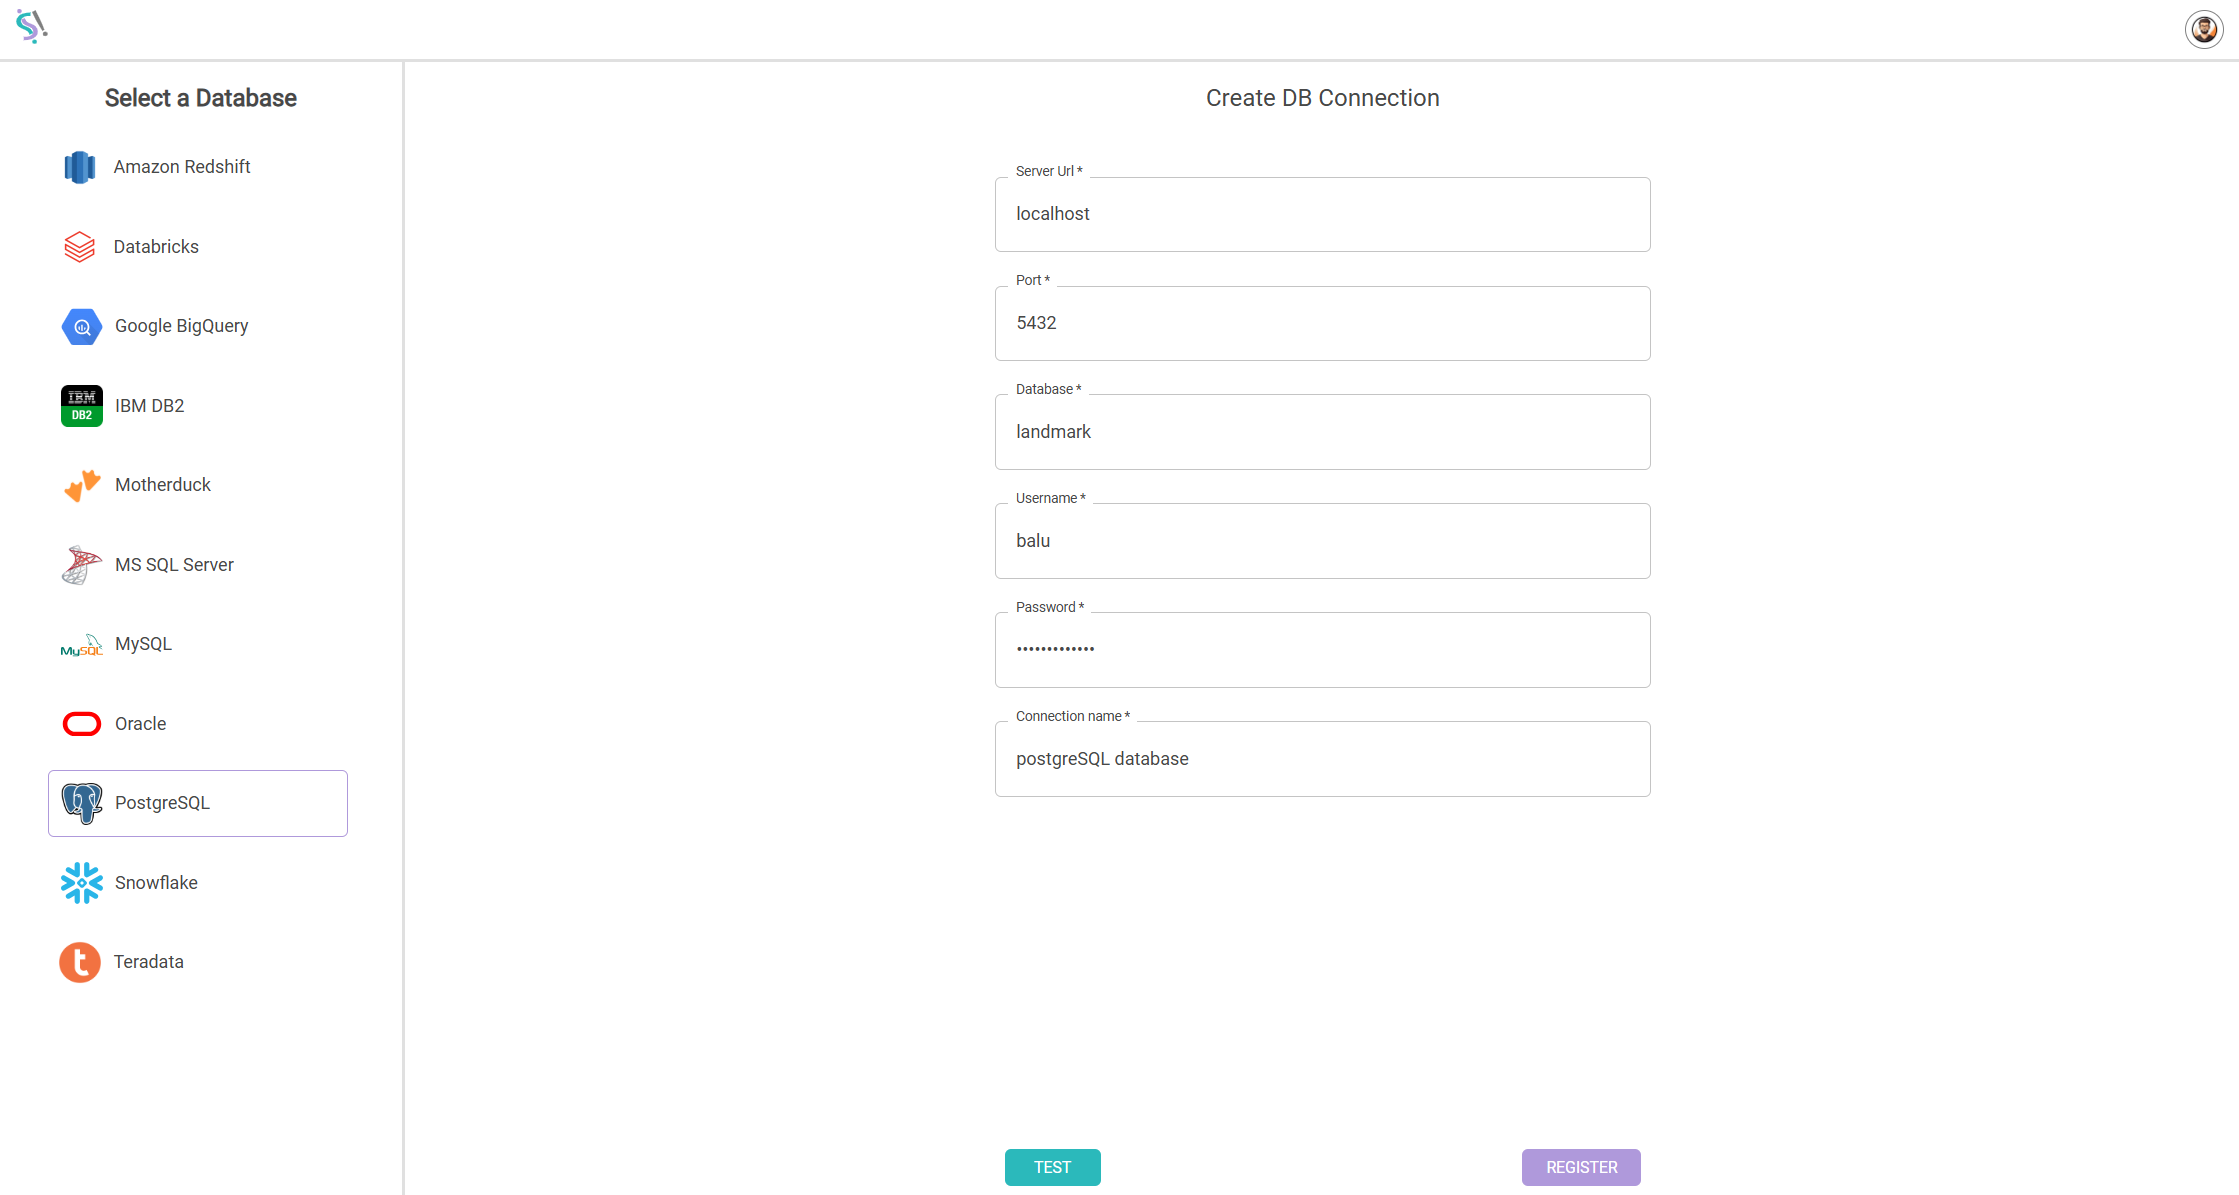 Select a Database
Amazon Redshift
Databricks
Google BigQuery
IBM
DB2
IBM DB2
Motherduck
MS SQL Server
MySQL
MySQL
Oracle
PostgreSQL
Snowflake
t
Teradata
Create DB Connection
Server Url *
localhost
Port *
5432
Database *
landmark
Username *
balu
Password *
•••••••••••••
Connection name *
postgreSQL database
TEST
REGISTER